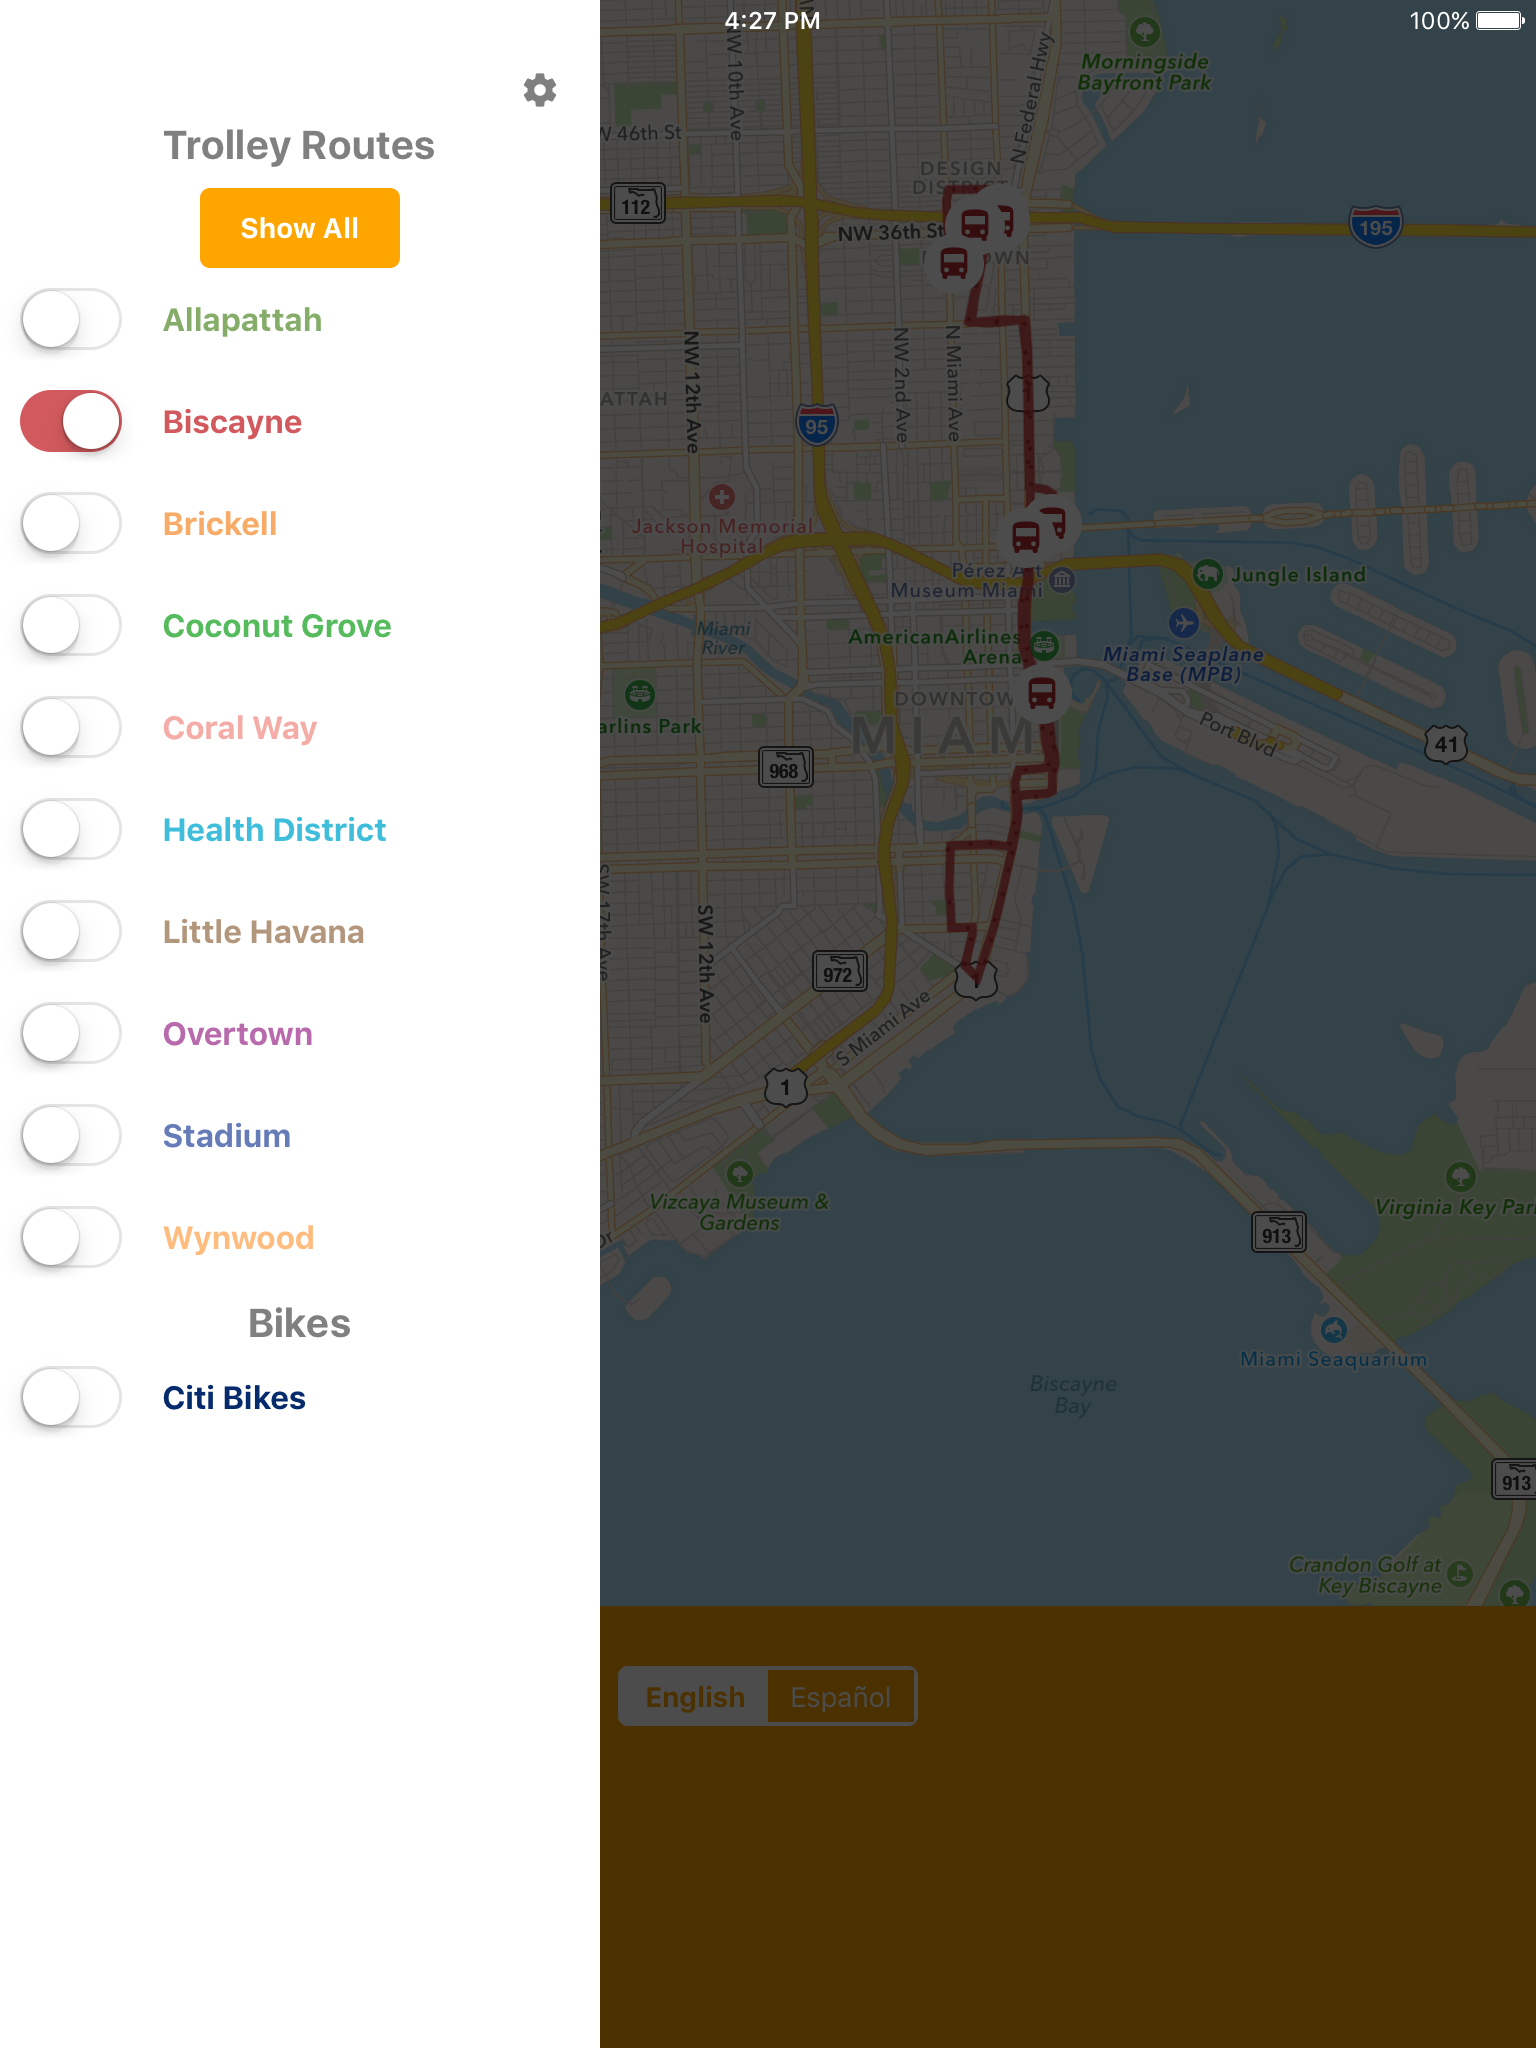 4:27 PM
100%
Trolley Routes
Show All
Allapattah
Biscayne
Brickell
Coconut Grove
Coral Way
Health District
Little Havana
Overtown
Stadium
Wynwood
Bikes
Citi Bikes
Morningside
Bayfront Park
NW 10th Ave
N Federal Hwy
46th St
DESIGN
DISTRICT
112
NW 36th St
195
NW 12th Ave
NW 2nd Ave
N Miami Ave
95
Jackson Memorial
Hospital
Pérez Art
Museum Miami
Jungle Island
Miami
River
AmericanAirlines
Arena
Miami Seaplane
Base (MPB)
DOWNTOW
MIAMI
Port Blvd
41
968
SW 17th Ave
SW 12th Ave
972
1
S Miami Ave
1
Vizcaya Museum &
Gardens
Virginia Key
913
Miami Seaquarium
Biscayne
Bay
913
Crandon Golf at
Key Biscayne
English
Español